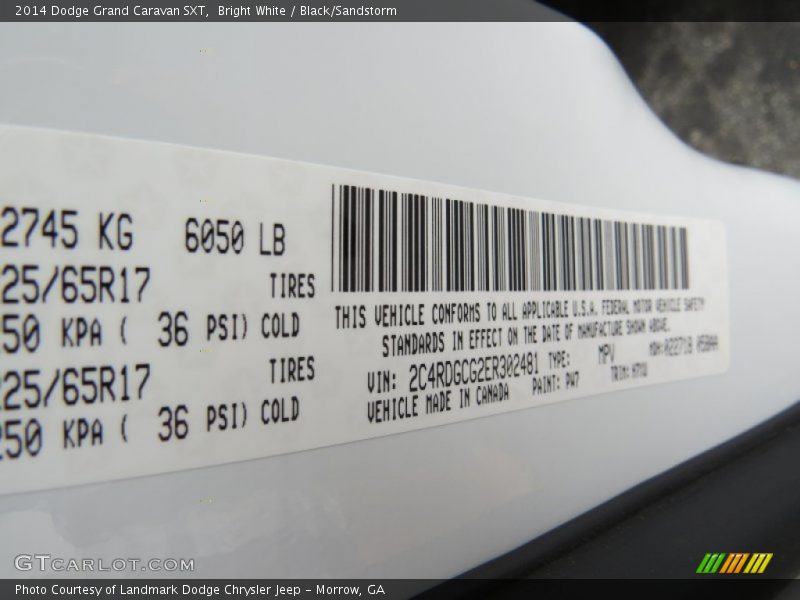 2014 Dodge Grand Caravan SXT,  Bright White / Black/Sandstorm
2745 KG 6050 LB
25/65R17 TIRES
50 KPA ( 36 PSI) COLD
225/65R17 TIRES
250 KPA ( 36 PSI) COLD
THIS VEHICLE CONFORMS TO ALL APPLICABLE U.S.A. FEDERAL MOTOR VEHICLE SAFETY
STANDARDS IN EFFECT ON THE DATE OF MANUFACTURE SHOWN ABOVE.
VIN: 2C4RDGCG2ER302481 TYPE: MPV MDH:
VEHICLE MADE IN CANADA PAINT: PW7 TRIM:
GTCARLOT.COM
Photo Courtesy of Landmark Dodge Chrysler Jeep – Morrow, GA